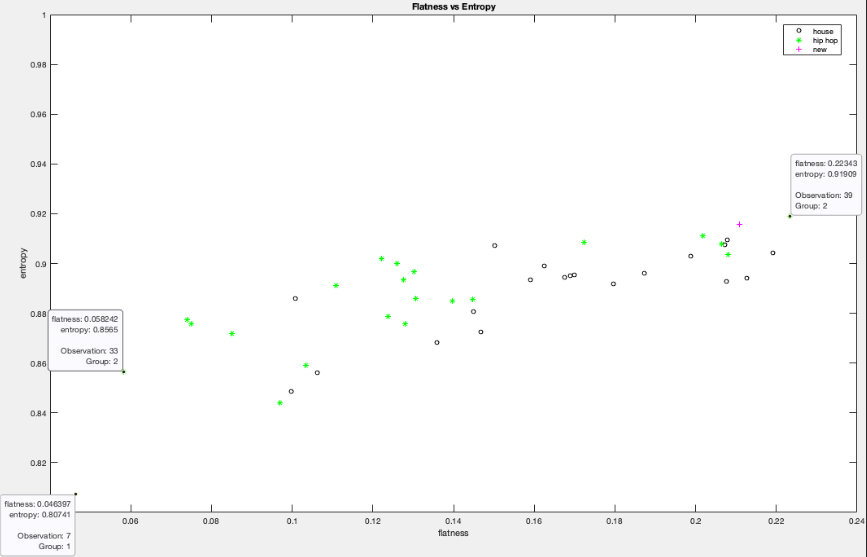 Flatness vs Entropy
house
hip hop
new
1
0.98
0.96
0.94
0.92
0.9
0.88
0.86
0.84
0.82
entropy
flatness: 0.22343
entropy: 0.91909
Observation: 39
Group: 2
flatness: 0.058242
entropy: 0.8565
Observation: 33
Group: 2
flatness: 0.046397
entropy: 0.80741
Observation: 7
Group: 1
0.06
0.08
0.1
0.12
0.14
0.16
0.18
0.2
0.22
0.24
flatness